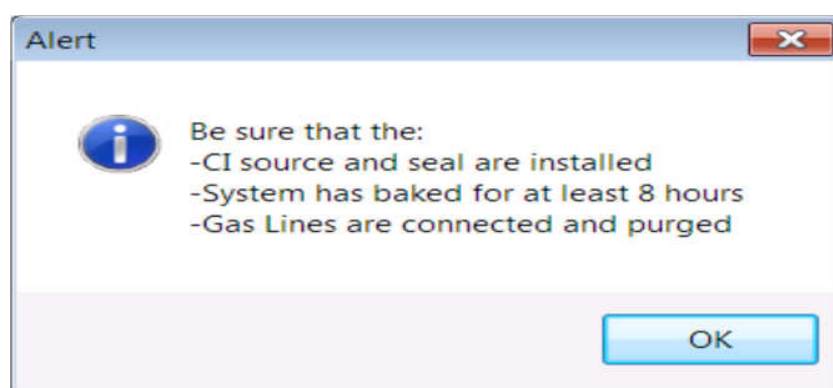 Alert
Be sure that the:
-CI source and seal are installed
-System has baked for at least 8 hours
-Gas Lines are connected and purged
OK